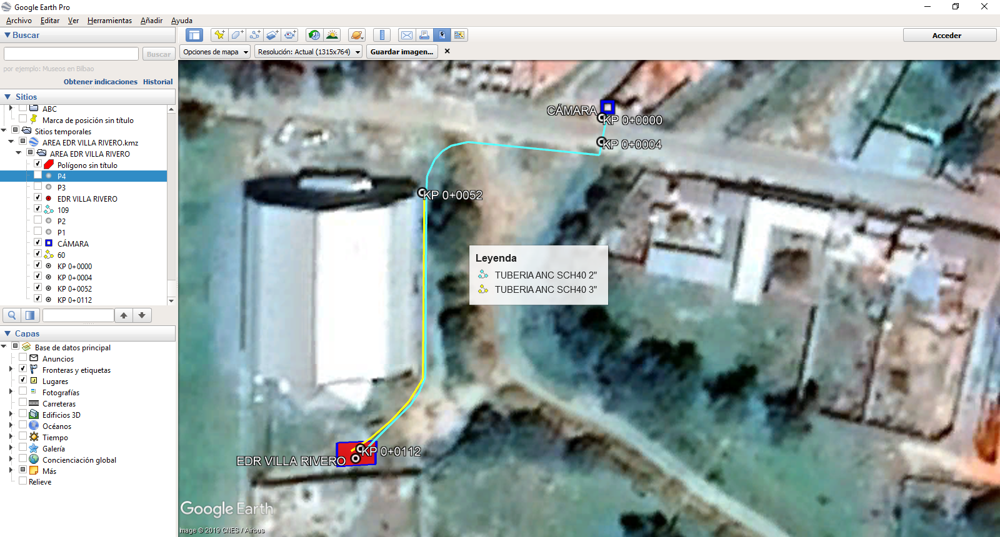 Google Earth Pro
Archivo Editar Ver Herramientas Añadir Ayuda
Buscar
Acceder
Opciones de mapa Resolución: Actual (1315x764) Guardar imagen...
Buscar
por ejemplo: Museos en Bilbao
Obtener indicaciones Historial
Sitios
ABC
Marca de posición sin título
Sitios temporales
AREA EDR VILLA RIVERO.kmz
AREA EDR VILLA RIVERO
Polígono sin título
P4
P3
EDR VILLA RIVERO
109
P2
P1
CÁMARA
60
KP 0+0000
KP 0+0004
KP 0+0052
KP 0+0112
Capas
Base de datos principal
Anuncios
Fronteras y etiquetas
Lugares
Fotografías
Carreteras
Edificios 3D
Océanos
Tiempo
Galería
Concienciación global
Más
Relieve
CÁMARA
KP 0+0000
KP 0+0004
KP 0+0052
Leyenda
TUBERIA ANC SCH40 2"
TUBERIA ANC SCH40 3"
KP 0+0112
EDR VILLA RIVERO
Google Earth
Image © 2019 CNES / Airbus